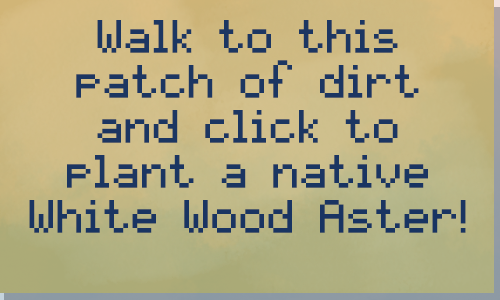 Walk to this
patch of dirt
and click to
plant a native
White Wood Aster!